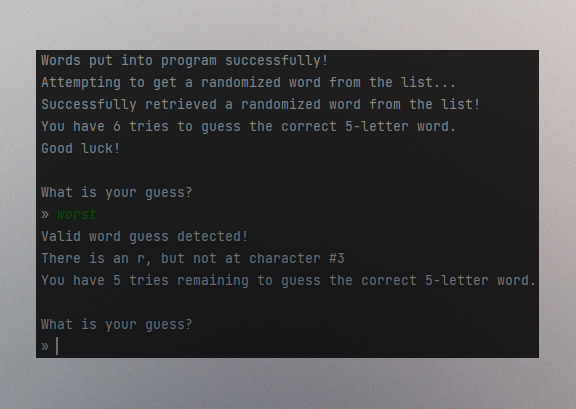 Words put into program successfully!
Attempting to get a randomized word from the list...
Successfully retrieved a randomized word from the list!
You have 6 tries to guess the correct 5-letter word.
Good luck!
What is your guess?
» worst
Valid word guess detected!
There is an r, but not at character #3
You have 5 tries remaining to guess the correct 5-letter word.
What is your guess?
»